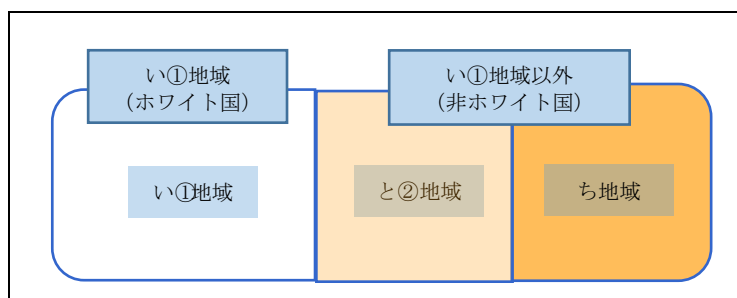 い①地域
（ホワイト国）
い①地域以外
（非ホワイト国）
い①地域
と②地域
ち地域